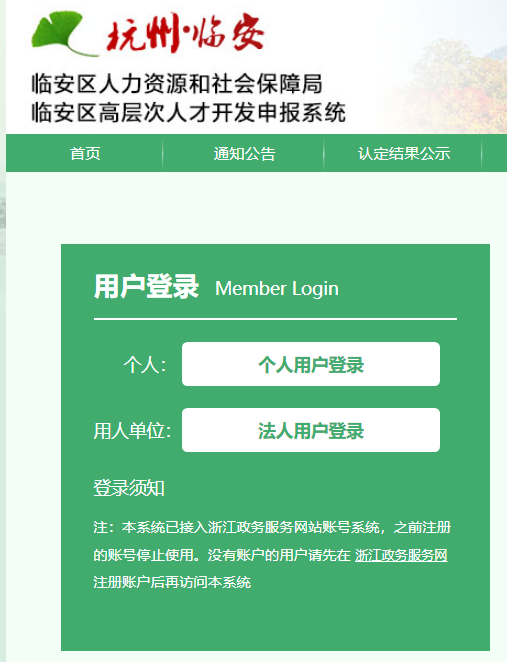 杭州·临安
临安区人力资源和社会保障局
临安区高层次人才开发申报系统
首页 通知公告 认定结果公示
用户登录 Member Login
个人： 个人用户登录
用人单位： 法人用户登录
登录须知
注：本系统已接入浙江政务服务网站账号系统，之前注册
的账号停止使用。没有账户的用户请先在 浙江政务服务网
注册账户后再访问本系统